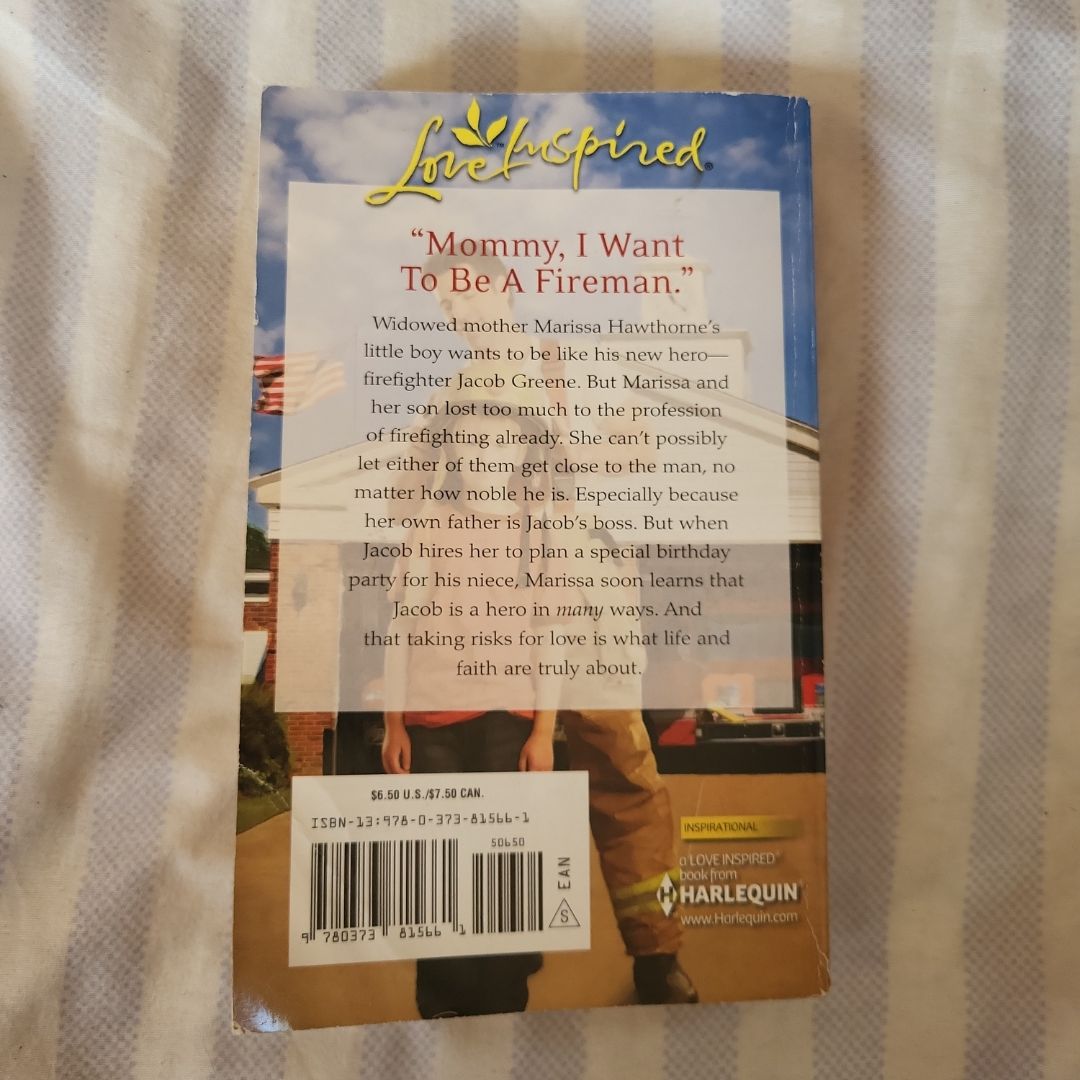 Love Inspired®
“Mommy, I Want
To Be A Fireman.”
Widowed mother Marissa Hawthorne’s
little boy wants to be like his new hero—
firefighter Jacob Greene. But Marissa and
her son lost too much to the profession
of firefighting already. She can’t possibly
let either of them get close to the man, no
matter how noble he is. Especially because
her own father is Jacob’s boss. But when
Jacob hires her to plan a special birthday
party for his niece, Marissa soon learns that
Jacob is a hero in many ways. And
that taking risks for love is what life and
faith are truly about.
$6.50 U.S./$7.50 CAN.
ISBN-13:978-0-373-81566-1
50650
EAN
S
9 780373 81566 1
INSPIRATIONAL
a LOVE INSPIRED®
book from
H HARLEQUIN®
www.Harlequin.com